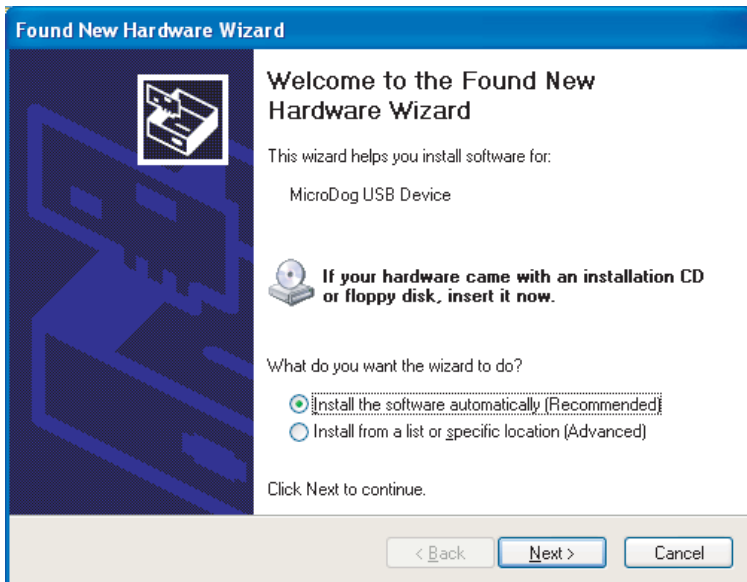 Found New Hardware Wizard
Welcome to the Found New
Hardware Wizard
This wizard helps you install software for:
MicroDog USB Device
If your hardware came with an installation CD
or floppy disk, insert it now.
What do you want the wizard to do?
Install the software automatically (Recommended)
Install from a list or specific location (Advanced)
Click Next to continue.
< Back Next > Cancel